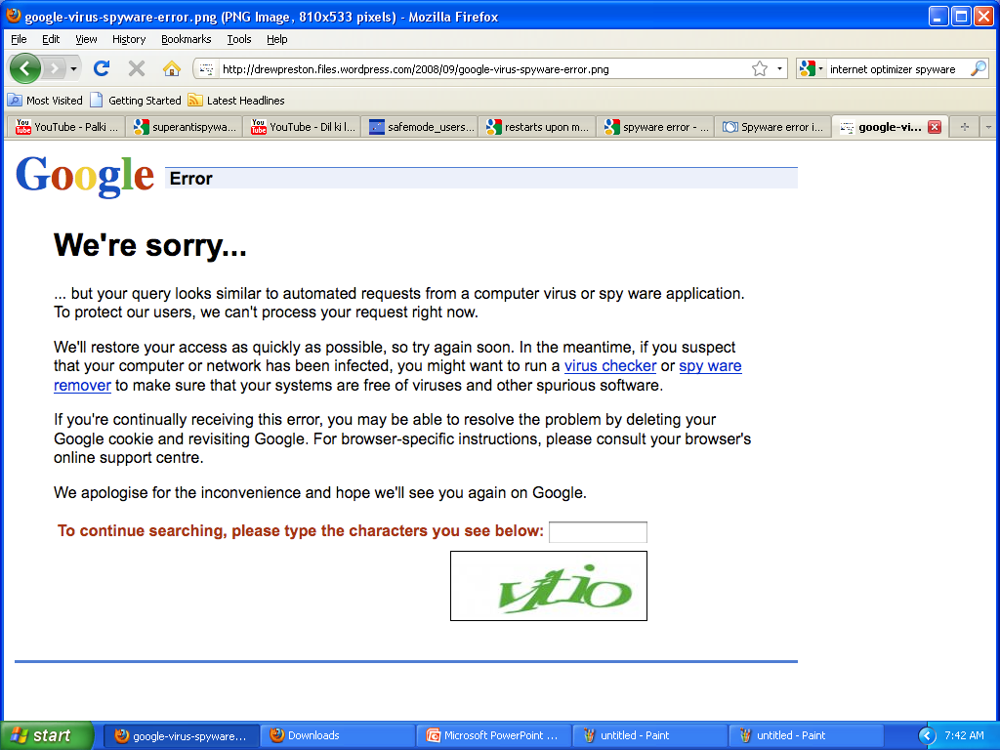 google-virus-spyware-error.png (PNG Image, 810x533 pixels) - Mozilla Firefox
File Edit View History Bookmarks Tools Help
http://drewpreston.files.wordpress.com/2008/09/google-virus-spyware-error.png internet optimizer spyware
Most Visited Getting Started Latest Headlines
You Tube YouTube - Palki ... superantispywa... You Tube YouTube - Dil ki l... safemode_users... restarts upon m... spyware error - ... Spyware error i... google-vi...
Google Error
We're sorry...
... but your query looks similar to automated requests from a computer virus or spy ware application.
To protect our users, we can't process your request right now.
We'll restore your access as quickly as possible, so try again soon. In the meantime, if you suspect
that your computer or network has been infected, you might want to run a virus checker or spy ware
remover to make sure that your systems are free of viruses and other spurious software.
If you're continually receiving this error, you may be able to resolve the problem by deleting your
Google cookie and revisiting Google. For browser-specific instructions, please consult your browser's
online support centre.
We apologise for the inconvenience and hope we'll see you again on Google.
To continue searching, please type the characters you see below:
vtio
start google-virus-spyware... Downloads Microsoft PowerPoint ... untitled - Paint untitled - Paint 7:42 AM